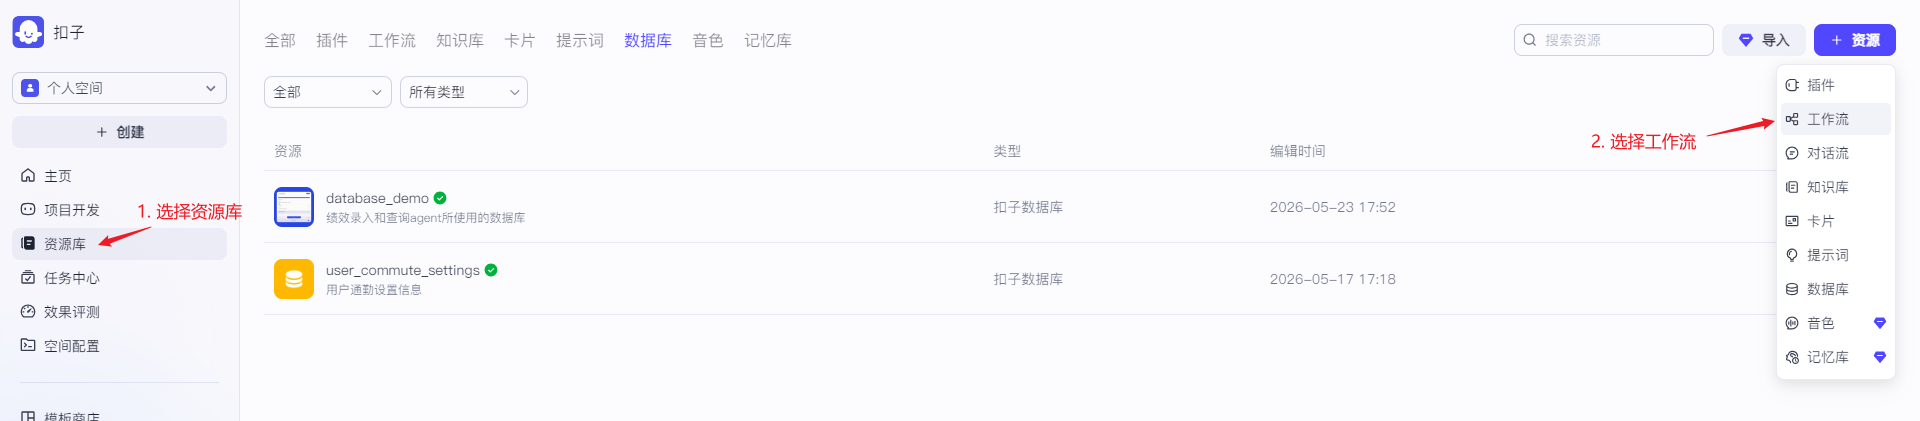 扣子
个人空间
创建
主页
项目开发
1. 选择资源库
资源库
任务中心
效果评测
空间配置
模板商店
全部 插件 工作流 知识库 卡片 提示词 数据库 音色 记忆库
搜索资源
导入
+ 资源
全部
所有类型
资源 类型 编辑时间
database_demo
绩效录入和查询agent所使用的数据库
扣子数据库
2026-05-23 17:52
user_commute_settings
用户通勤设置信息
扣子数据库
2026-05-17 17:18
2. 选择工作流
插件
工作流
对话流
知识库
卡片
提示词
数据库
音色
记忆库